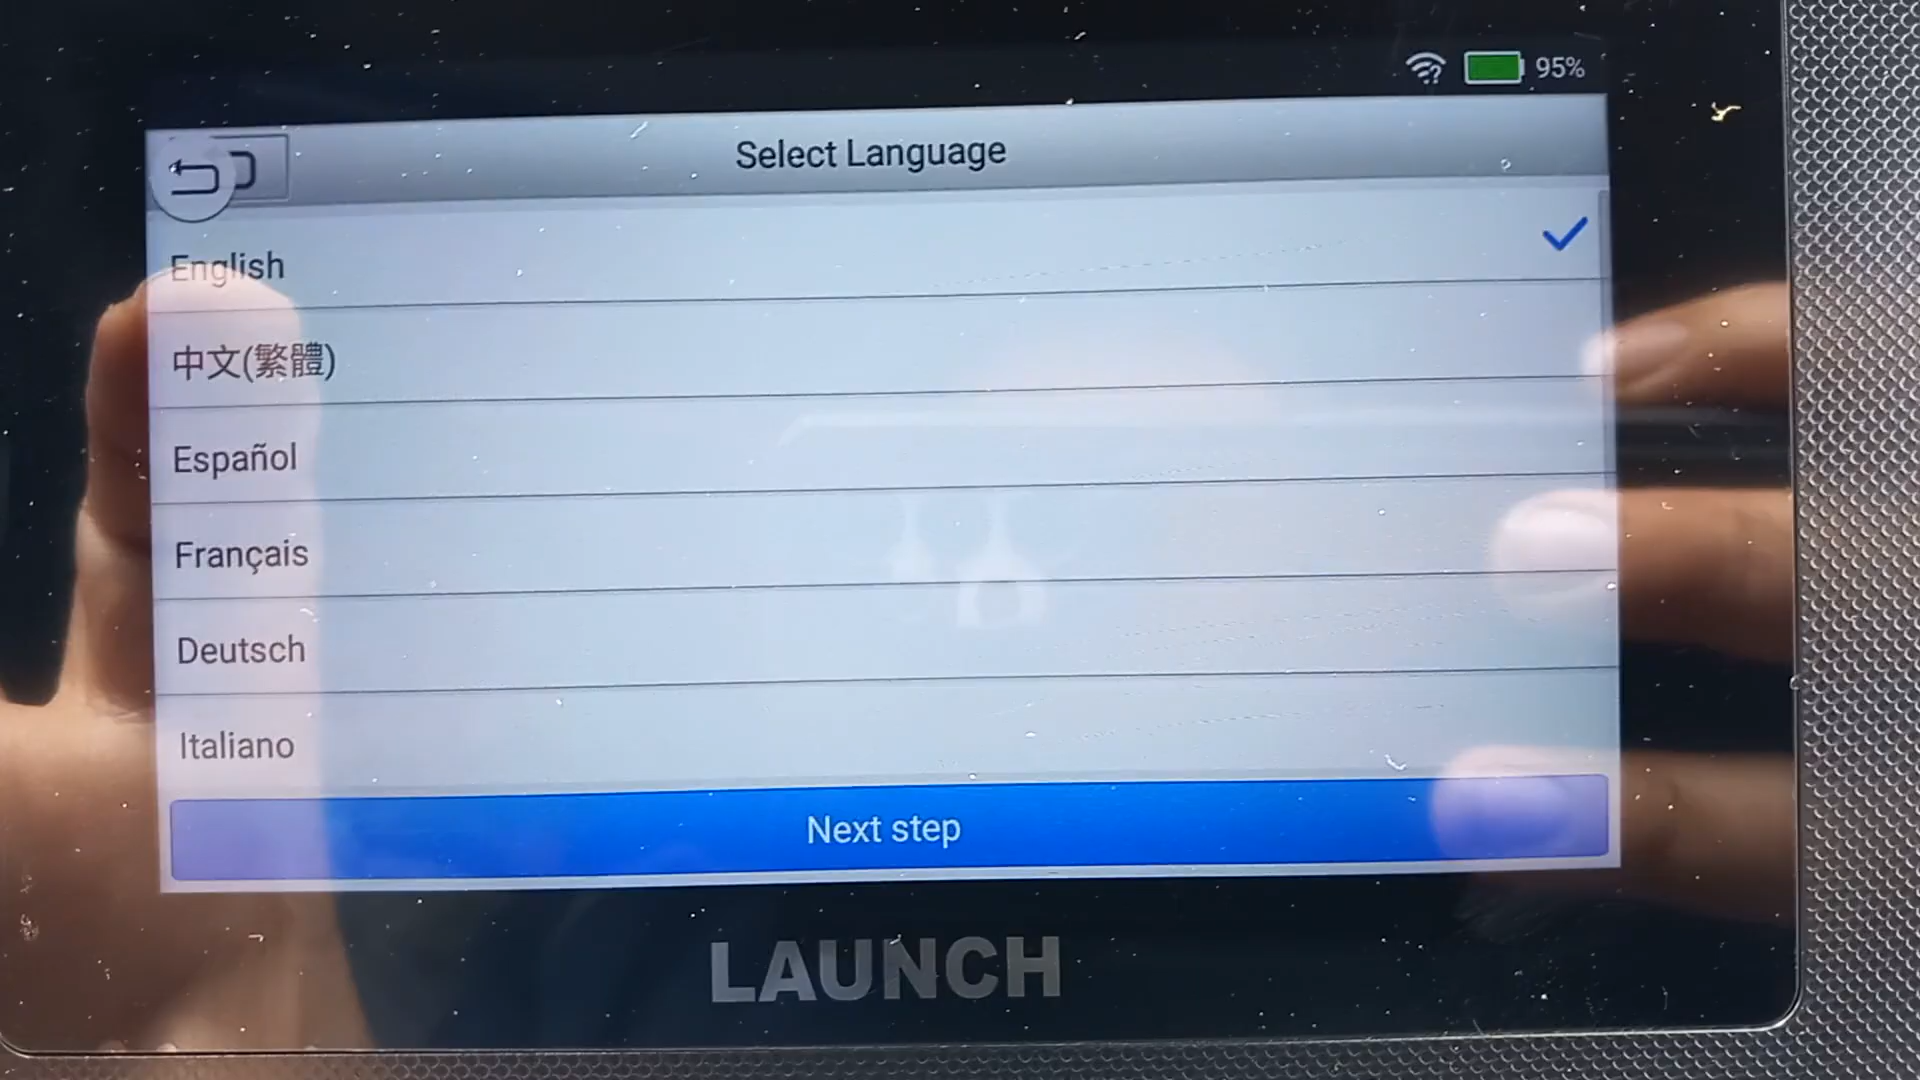 95%
Select Language
English
中文(繁體)
Español
Français
Deutsch
Italiano
Next step
LAUNCH